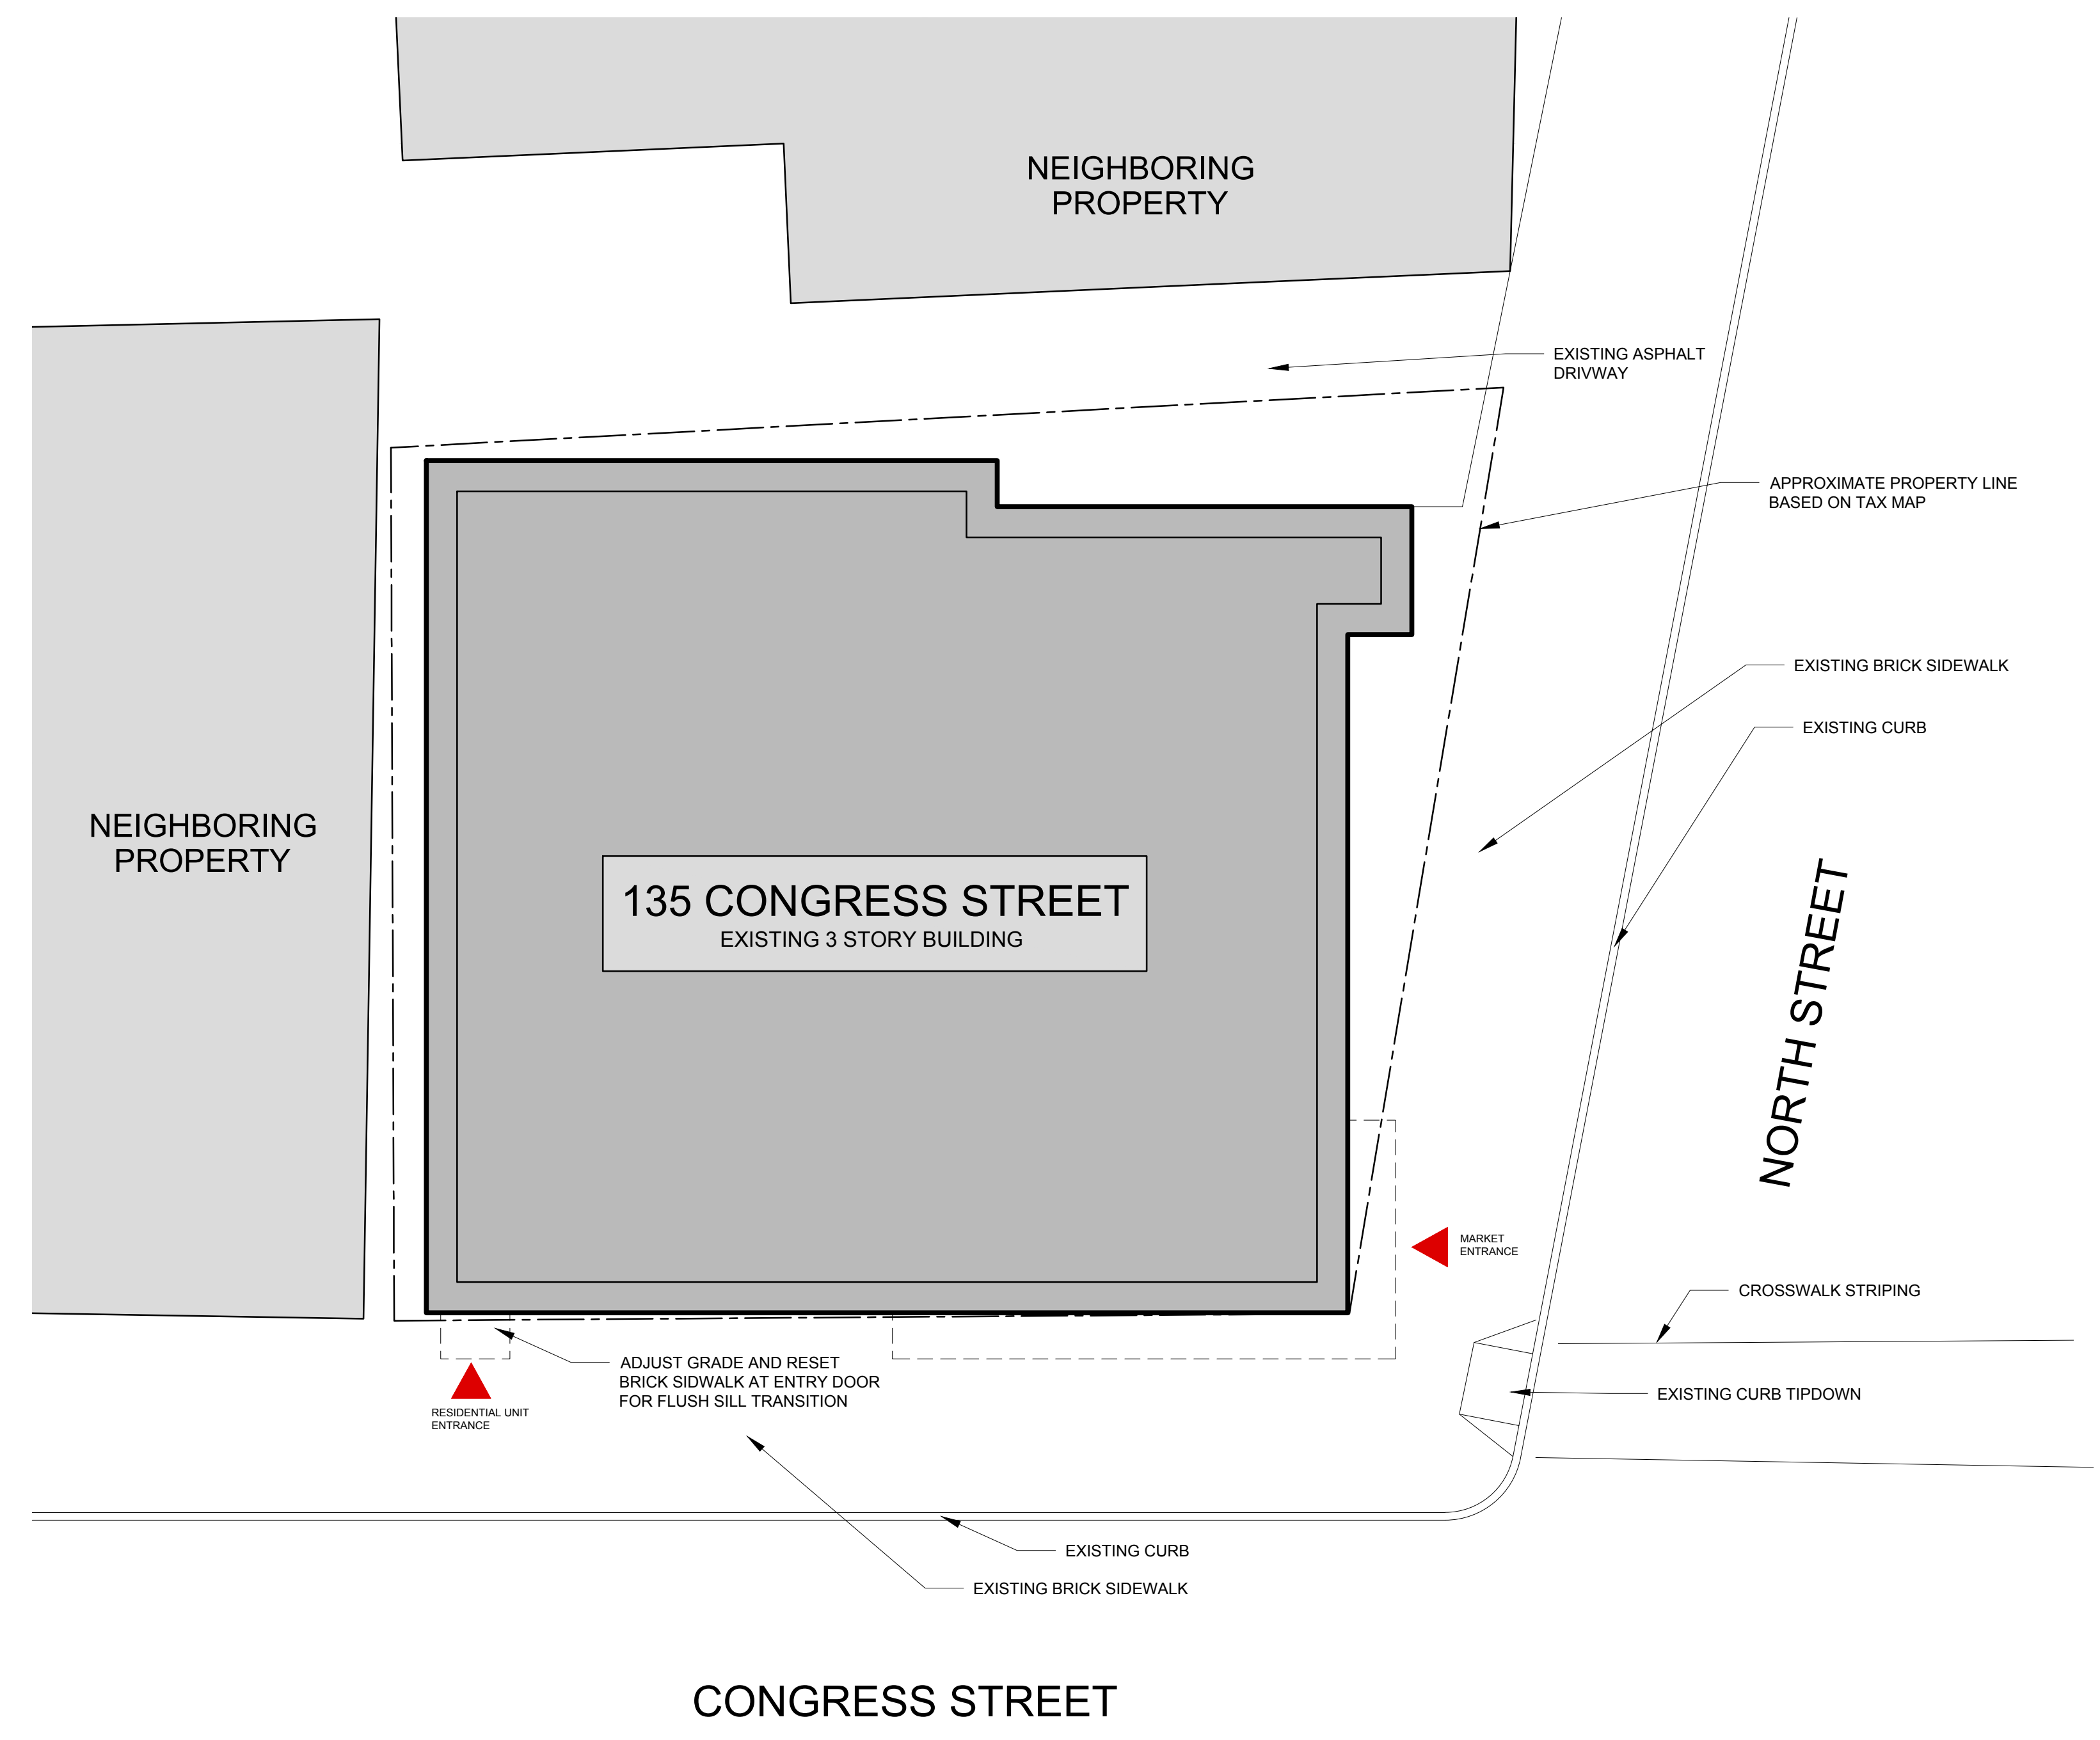 NEIGHBORING
PROPERTY
EXISTING ASPHALT
DRIVWAY
APPROXIMATE PROPERTY LINE
BASED ON TAX MAP
EXISTING BRICK SIDEWALK
EXISTING CURB
NEIGHBORING
PROPERTY
135 CONGRESS STREET
EXISTING 3 STORY BUILDING
NORTH STREET
MARKET
ENTRANCE
CROSSWALK STRIPING
EXISTING CURB TIPDOWN
ADJUST GRADE AND RESET
BRICK SIDWALK AT ENTRY DOOR
FOR FLUSH SILL TRANSITION
RESIDENTIAL UNIT
ENTRANCE
EXISTING CURB
EXISTING BRICK SIDEWALK
CONGRESS STREET